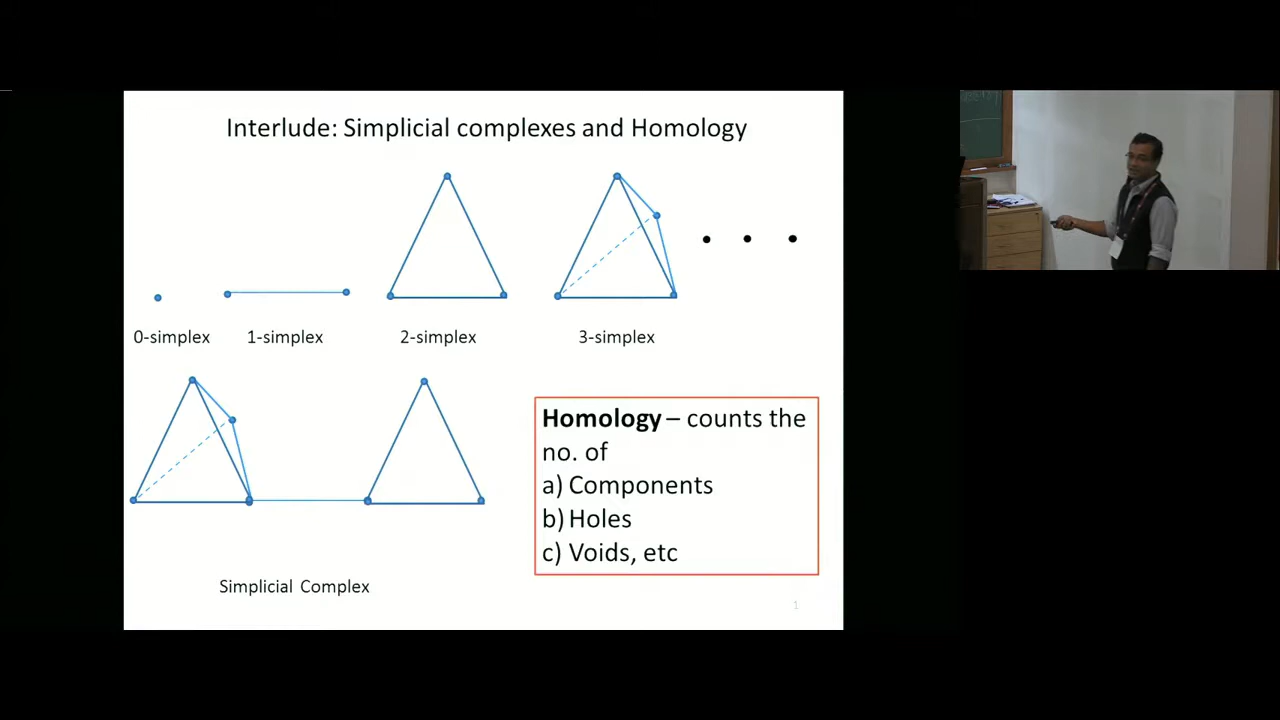 Interlude: Simplicial complexes and Homology
0-simplex
1-simplex
2-simplex
3-simplex
Homology – counts the
no. of
a) Components
b) Holes
c) Voids, etc
Simplicial Complex
1